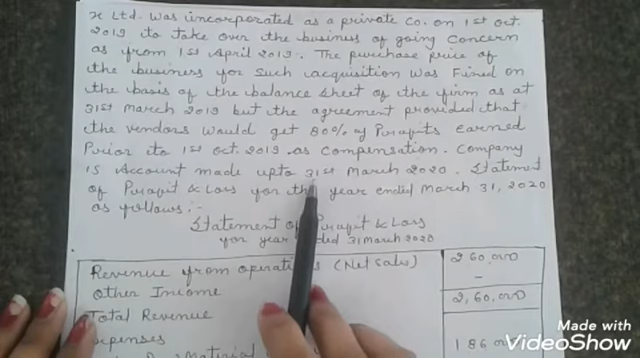 X Ltd. Was incorporated as a private Co. on 1st Oct.
2019 to take over the business of going Concern
as from 1st April 2019. The purchase price of
the business for such acquisition was Fixed on
the basis of the balance sheet of the firm as at
31st March 2019 but the agreement provided that
the vendors would get 80% of Profits earned
Prior to 1st Oct. 2019 as compensation. Company
is Account made upto 31st March 2020. Statement
of Profit & Loss for the year ended March 31, 2020
as follows:-
Statement of Profit & Loss
for year ended 31 March 2020
Revenue from operations (Net Sales) 2 60,000
Other Income -
Total Revenue 2,60,000
Expenses
Material 1 86
Made with
VideoShow